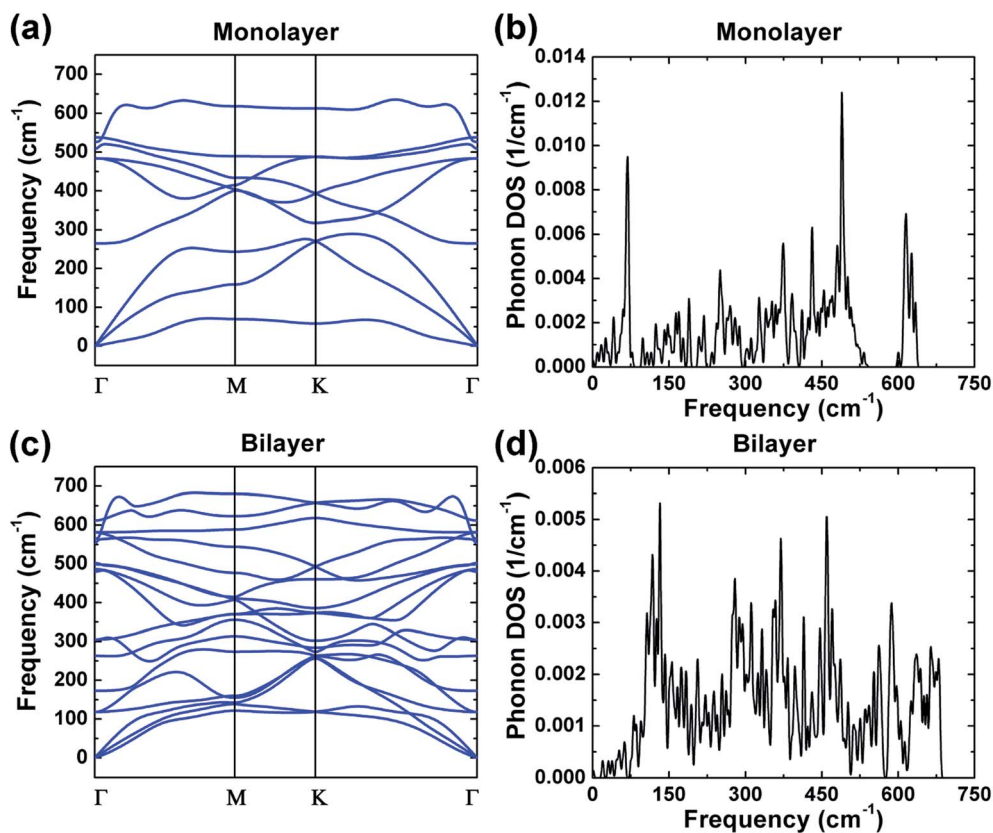 (a)
Monolayer
Frequency (cm⁻¹)
700
600
500
400
300
200
100
0
Γ M K Γ
(b)
Monolayer
Phonon DOS (1/cm⁻¹)
0.014
0.012
0.010
0.008
0.006
0.004
0.002
0.000
0 150 300 450 600 750
Frequency (cm⁻¹)
(c)
Bilayer
Frequency (cm⁻¹)
700
600
500
400
300
200
100
0
Γ M K Γ
(d)
Bilayer
Phonon DOS (1/cm⁻¹)
0.006
0.005
0.004
0.003
0.002
0.001
0.000
0 150 300 450 600 750
Frequency (cm⁻¹)